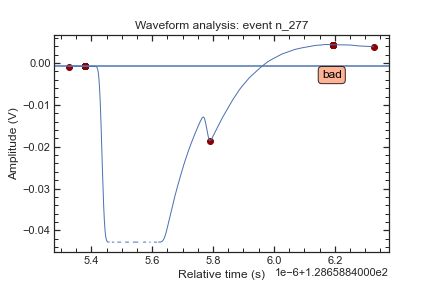 Waveform analysis: event n_277
Amplitude (V)
0.00
−0.01
−0.02
−0.03
−0.04
bad
5.4 5.6 5.8 6.0 6.2
Relative time (s) 1e−6+1.2865884000e2